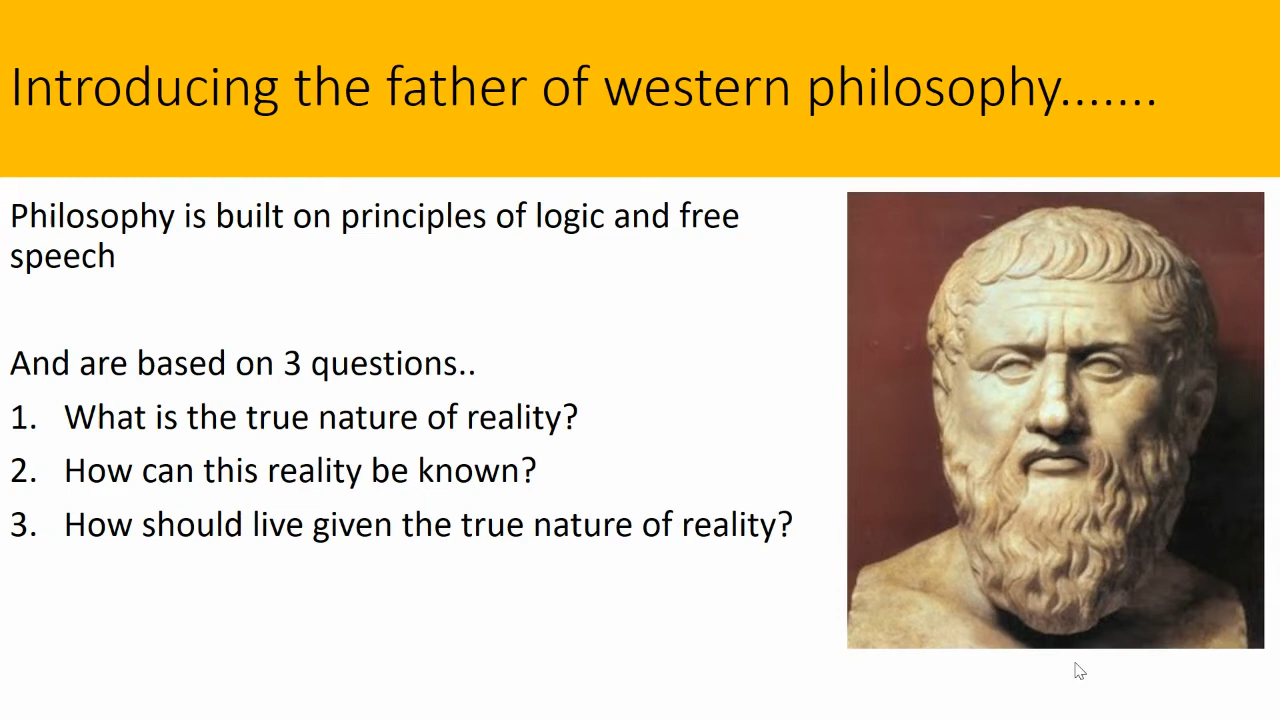 Introducing the father of western philosophy.......
Philosophy is built on principles of logic and free
speech
And are based on 3 questions..
1. What is the true nature of reality?
2. How can this reality be known?
3. How should live given the true nature of reality?